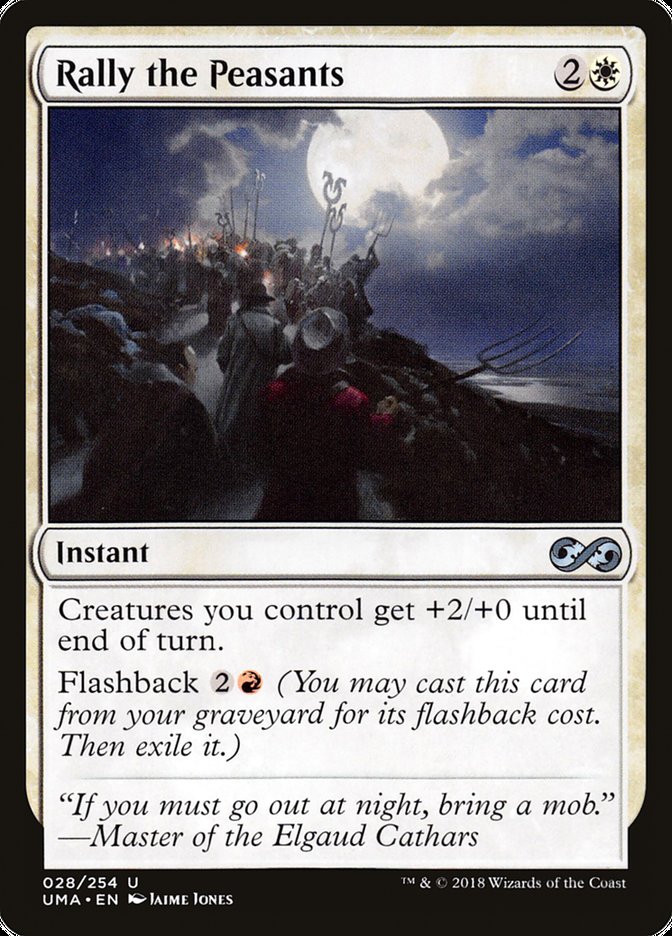 Rally the Peasants 2
Instant
Creatures you control get +2/+0 until
end of turn.
Flashback 2 (You may cast this card
from your graveyard for its flashback cost.
Then exile it.)
“If you must go out at night, bring a mob.”
—Master of the Elgaud Cathars
028/254 U
UMA • EN Jaime Jones
™ & © 2018 Wizards of the Coast